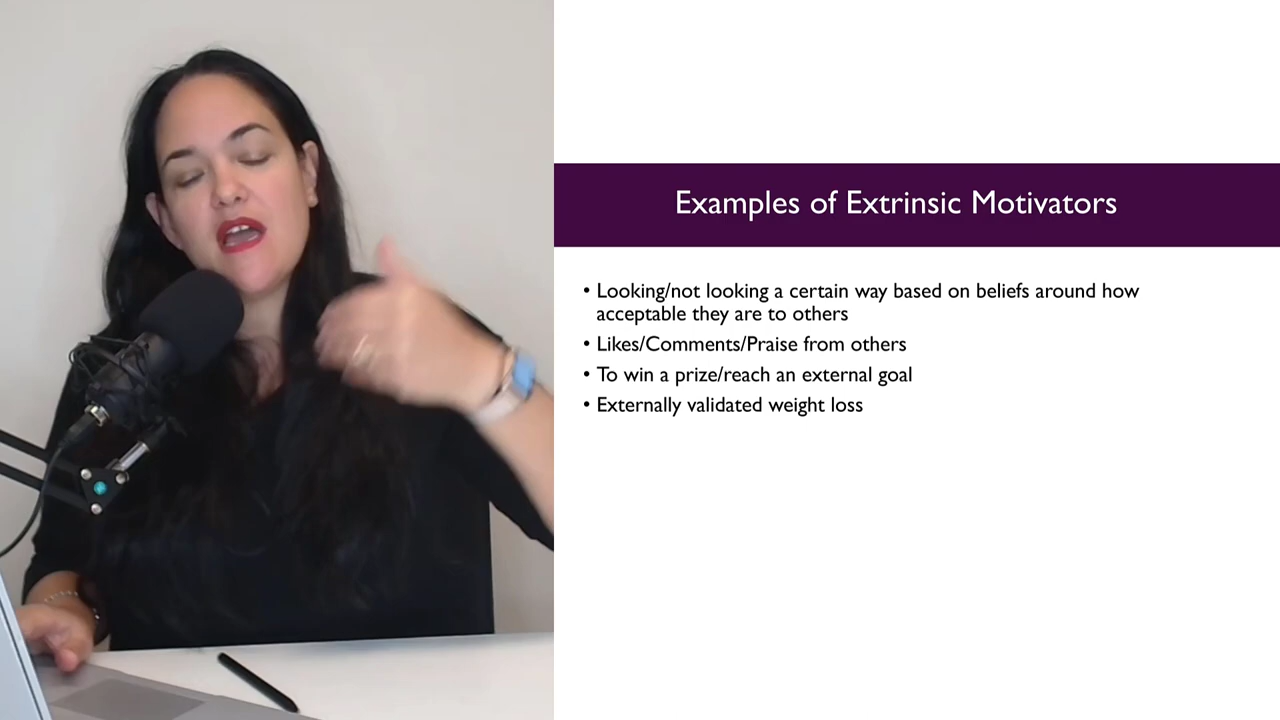 Examples of Extrinsic Motivators
• Looking/not looking a certain way based on beliefs around how
acceptable they are to others
• Likes/Comments/Praise from others
• To win a prize/reach an external goal
• Externally validated weight loss